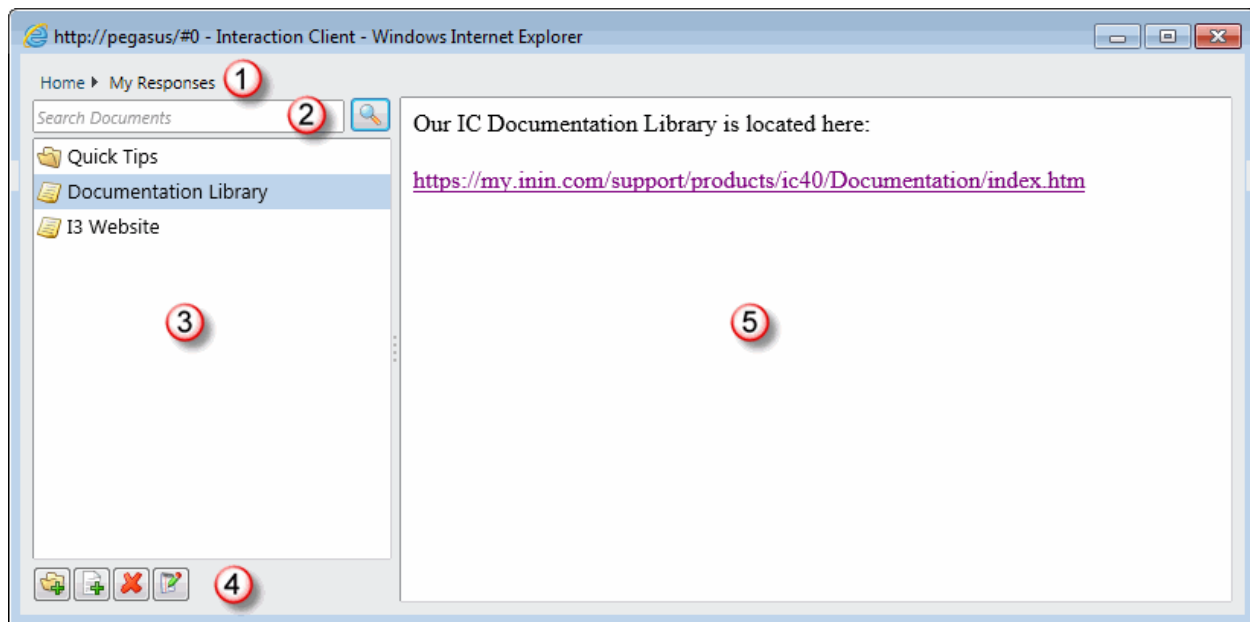 http://pegasus/#0 - Interaction Client - Windows Internet Explorer
Home ▸ My Responses 1
Search Documents 2
Quick Tips
Documentation Library
I3 Website
3
4
Our IC Documentation Library is located here:
https://my.inin.com/support/products/ic40/Documentation/index.htm
5